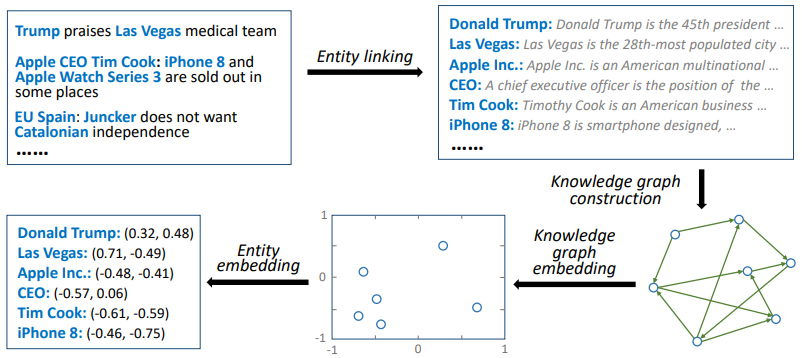 Trump praises Las Vegas medical team
Apple CEO Tim Cook: iPhone 8 and
Apple Watch Series 3 are sold out in
some places
EU Spain: Juncker does not want
Catalonian independence
......
Entity linking
Donald Trump: Donald Trump is the 45th president ...
Las Vegas: Las Vegas is the 28th-most populated city ...
Apple Inc.: Apple Inc. is an American multinational ...
CEO: A chief executive officer is the position of the ...
Tim Cook: Timothy Cook is an American business ...
iPhone 8: iPhone 8 is smartphone designed, ...
......
Knowledge graph
construction
Knowledge
graph
embedding
1
0
-1
-1
0
1
Entity
embedding
Donald Trump: (0.32, 0.48)
Las Vegas: (0.71, -0.49)
Apple Inc.: (-0.48, -0.41)
CEO: (-0.57, 0.06)
Tim Cook: (-0.61, -0.59)
iPhone 8: (-0.46, -0.75)